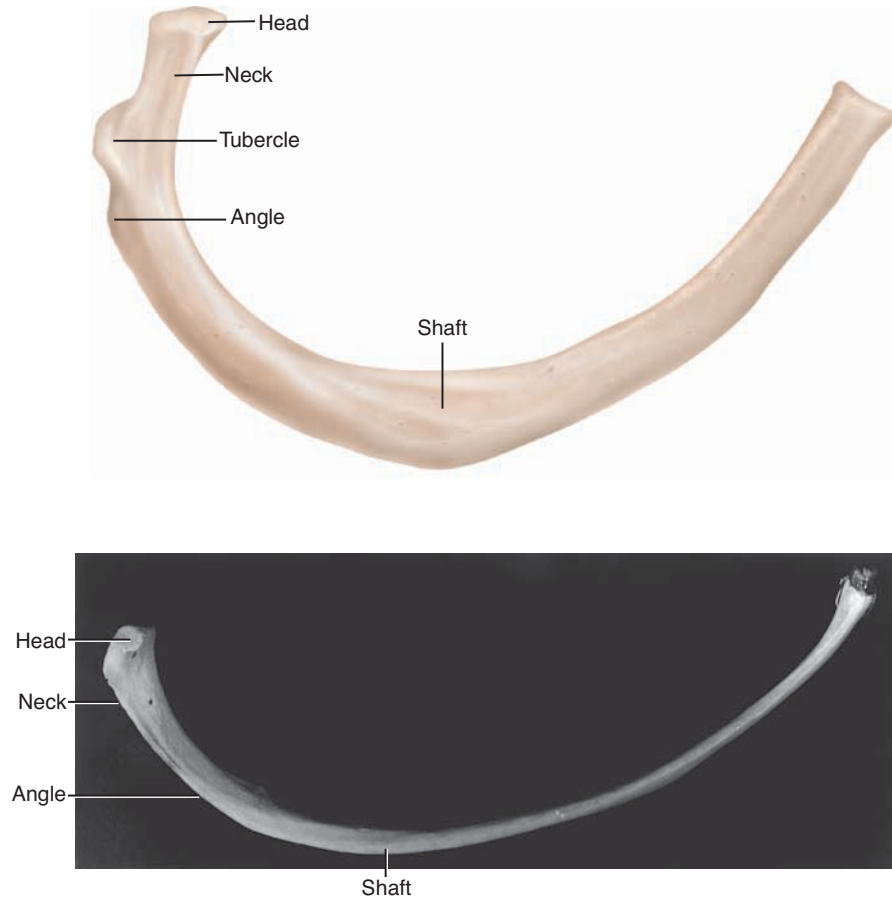 Head
Neck
Tubercle
Angle
Shaft
Head
Neck
Angle
Shaft